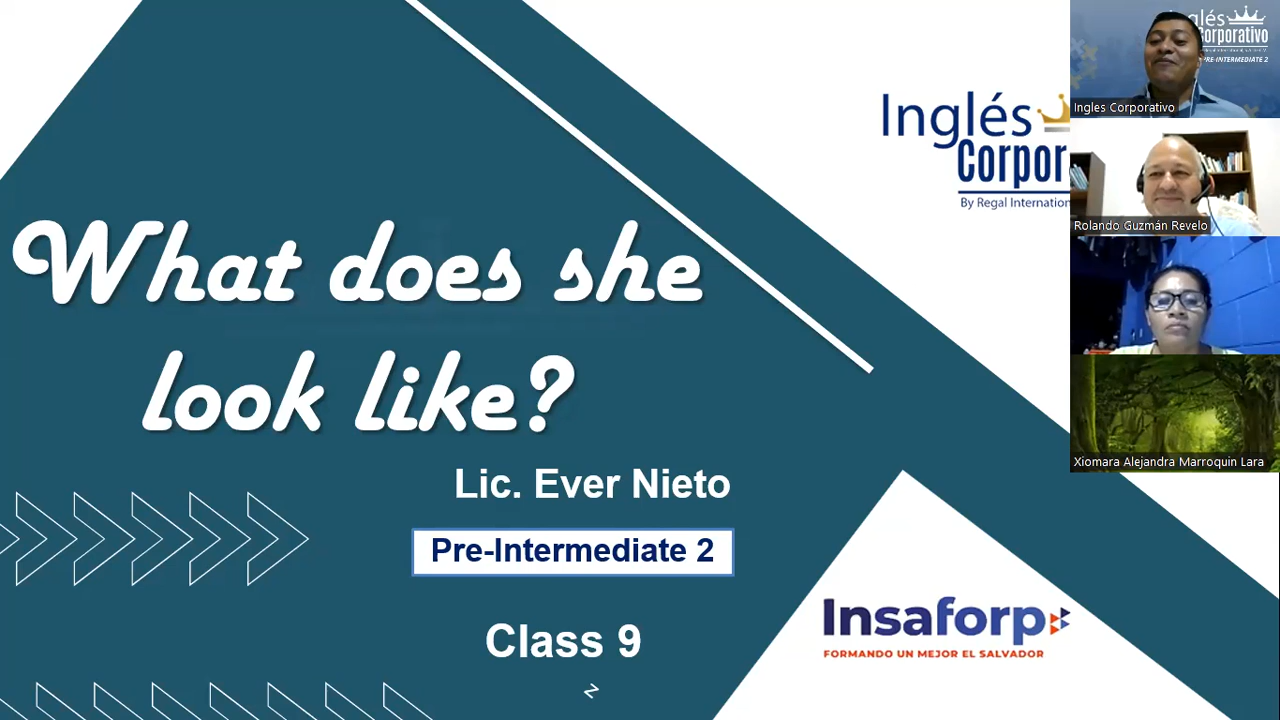 What does she
look like?
Lic. Ever Nieto
Pre-Intermediate 2
Class 9
Inglés
Corpor
By Regal Internation
Insaforp
FORMANDO UN MEJOR EL SALVADOR
Inglés
Corporativo
PRE-INTERMEDIATE 2
Ingles Corporativo
Rolando Guzmán Revelo
Xiomara Alejandra Marroquin Lara